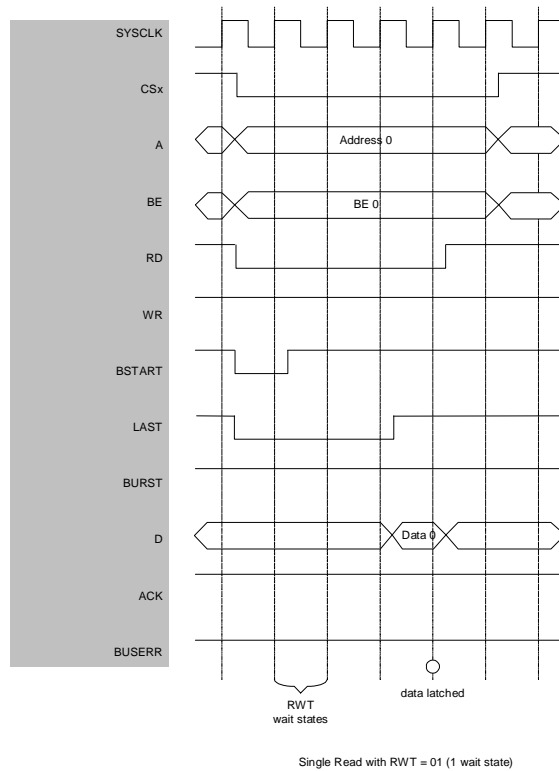 SYSCLK
CSx
A
Address 0
BE
BE 0
RD
WR
BSTART
LAST
BURST
D
Data 0
ACK
BUSERR
RWT
wait states
data latched
Single Read with RWT = 01 (1 wait state)